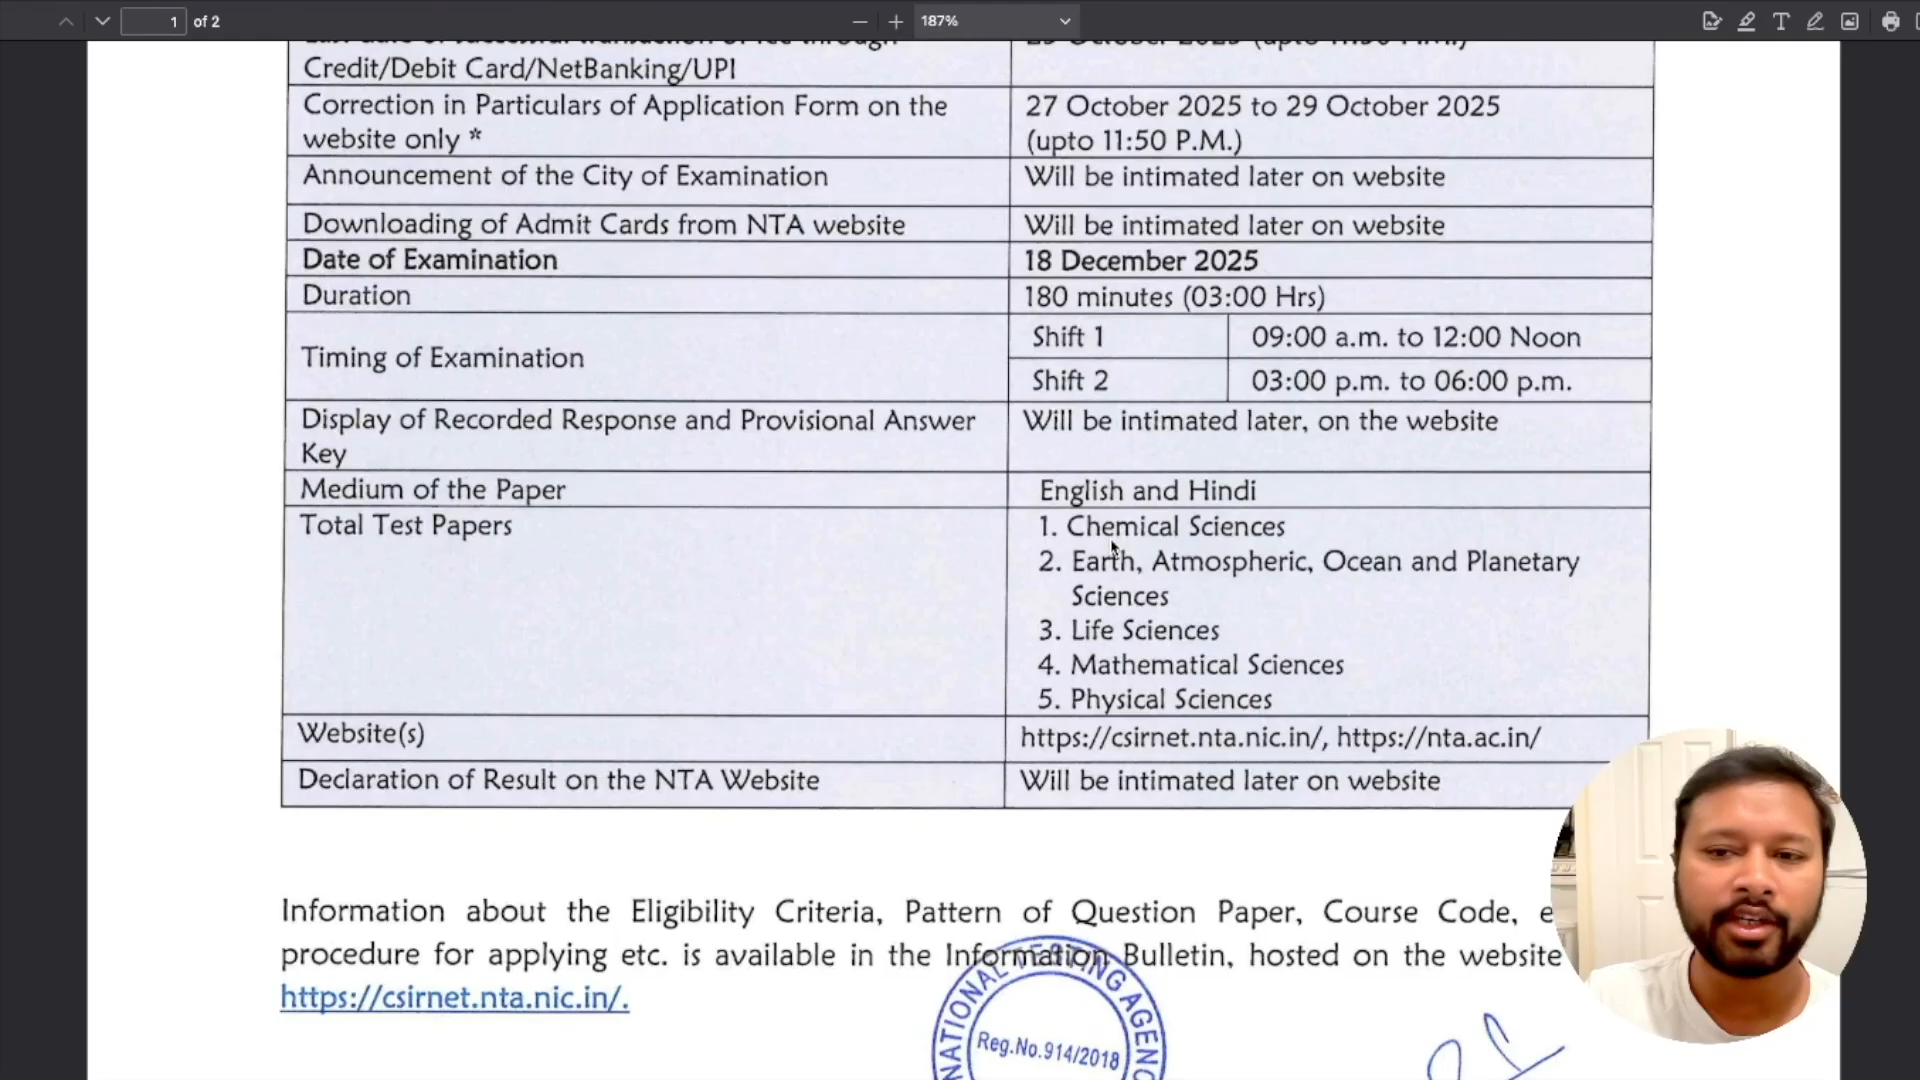 1 of 2
187%
Credit/Debit Card/NetBanking/UPI
Correction in Particulars of Application Form on the website only *
27 October 2025 to 29 October 2025
(upto 11:50 P.M.)
Announcement of the City of Examination
Will be intimated later on website
Downloading of Admit Cards from NTA website
Will be intimated later on website
Date of Examination
18 December 2025
Duration
180 minutes (03:00 Hrs)
Timing of Examination
Shift 1
09:00 a.m. to 12:00 Noon
Shift 2
03:00 p.m. to 06:00 p.m.
Display of Recorded Response and Provisional Answer
Key
Will be intimated later, on the website
Medium of the Paper
English and Hindi
Total Test Papers
1. Chemical Sciences
2. Earth, Atmospheric, Ocean and Planetary
Sciences
3. Life Sciences
4. Mathematical Sciences
5. Physical Sciences
Website(s)
https://csirnet.nta.nic.in/, https://nta.ac.in/
Declaration of Result on the NTA Website
Will be intimated later on website
Information about the Eligibility Criteria, Pattern of Question Paper, Course Code, e
procedure for applying etc. is available in the Information Bulletin, hosted on the website
https://csirnet.nta.nic.in/.
NATIONAL TESTING AGENC
Reg.No.914/2018